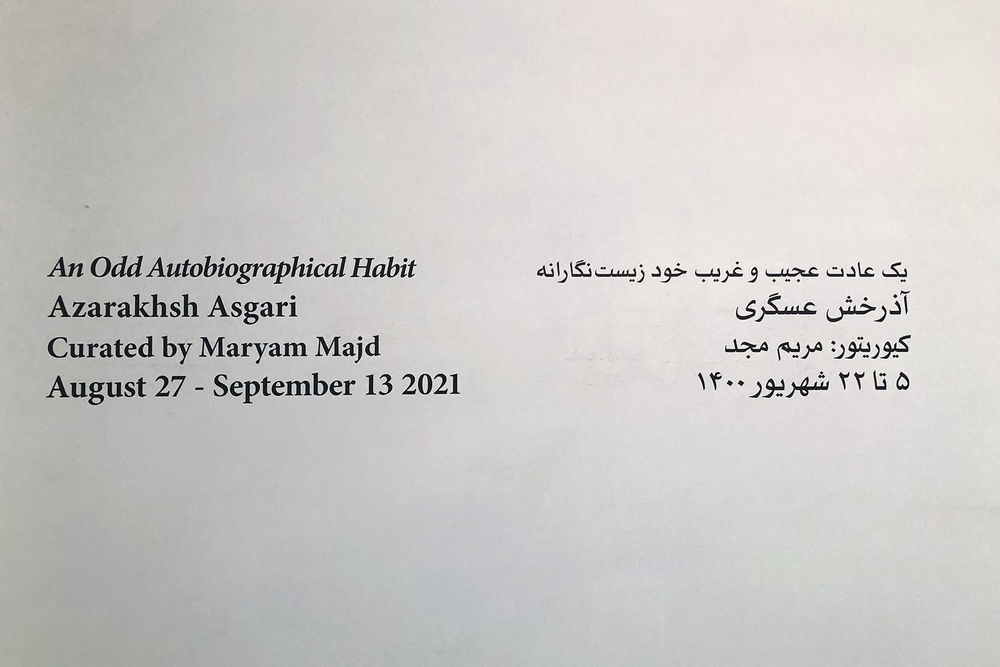 An Odd Autobiographical Habit
Azarakhsh Asgari
Curated by Maryam Majd
August 27 - September 13 2021
یک عادت عجیب و غریب خود زیست‌نگارانه
آذرخش عسگری
کیوریتور: مریم مجد
۵ تا ۲۲ شهریور ۱۴۰۰